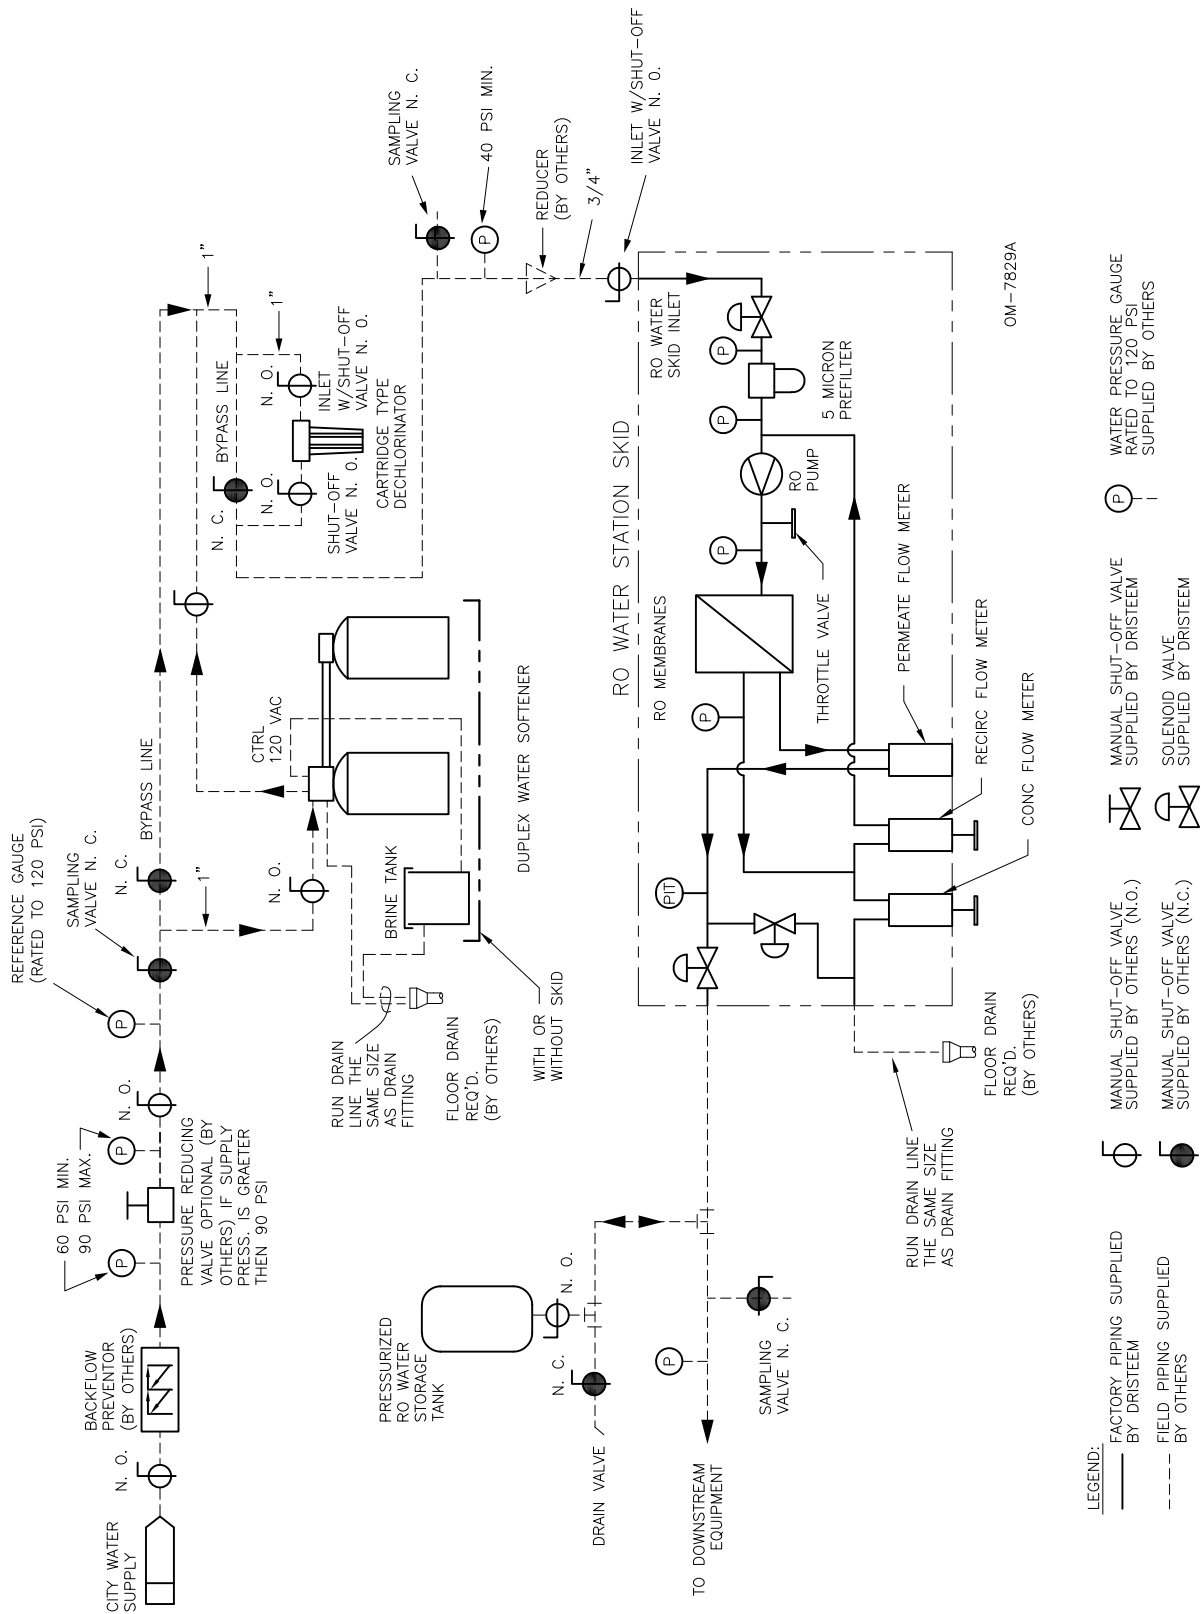 CITY WATER
SUPPLY
N. O.
BACKFLOW
PREVENTOR
(BY OTHERS)
60 PSI MIN.
90 PSI MAX.
P
P
PRESSURE REDUCING
VALVE OPTIONAL (BY
OTHERS) IF SUPPLY
PRESS. IS GRAETER
THEN 90 PSI
N. O.
REFERENCE GAUGE
(RATED TO 120 PSI)
P
SAMPLING
VALVE N. C.
N. C.
BYPASS LINE
1"
N. O.
CTRL
120 VAC
BRINE TANK
DUPLEX WATER SOFTENER
RUN DRAIN
LINE THE
SAME SIZE
AS DRAIN
FITTING
FLOOR DRAIN
REQ'D.
(BY OTHERS)
WITH OR
WITHOUT SKID
1"
1"
N. C.
BYPASS LINE
N. O.
N. O.
SHUT-OFF
VALVE N. O.
INLET
W/SHUT-OFF
VALVE N. O.
CARTRIDGE TYPE
DECHLORINATOR
SAMPLING
VALVE N. C.
P
40 PSI MIN.
REDUCER
(BY OTHERS)
3/4"
INLET W/SHUT-OFF
VALVE N. O.
RO WATER STATION SKID
RO WATER
SKID INLET
P
P
5 MICRON
PREFILTER
RO
PUMP
P
RO MEMBRANES
P
THROTTLE VALVE
PERMEATE FLOW METER
RECIRC FLOW METER
CONC FLOW METER
PIT
OM-7829A
FLOOR DRAIN
REQ'D.
(BY OTHERS)
RUN DRAIN LINE
THE SAME SIZE
AS DRAIN FITTING
PRESSURIZED
RO WATER
STORAGE
TANK
N. O.
N. C.
DRAIN VALVE
P
SAMPLING
VALVE N. C.
TO DOWNSTREAM
EQUIPMENT
LEGEND:
FACTORY PIPING SUPPLIED
BY DRISTEEM
FIELD PIPING SUPPLIED
BY OTHERS
MANUAL SHUT-OFF VALVE
SUPPLIED BY OTHERS (N.O.)
MANUAL SHUT-OFF VALVE
SUPPLIED BY OTHERS (N.C.)
MANUAL SHUT-OFF VALVE
SUPPLIED BY DRISTEEM
SOLENOID VALVE
SUPPLIED BY DRISTEEM
P
WATER PRESSURE GAUGE
RATED TO 120 PSI
SUPPLIED BY OTHERS